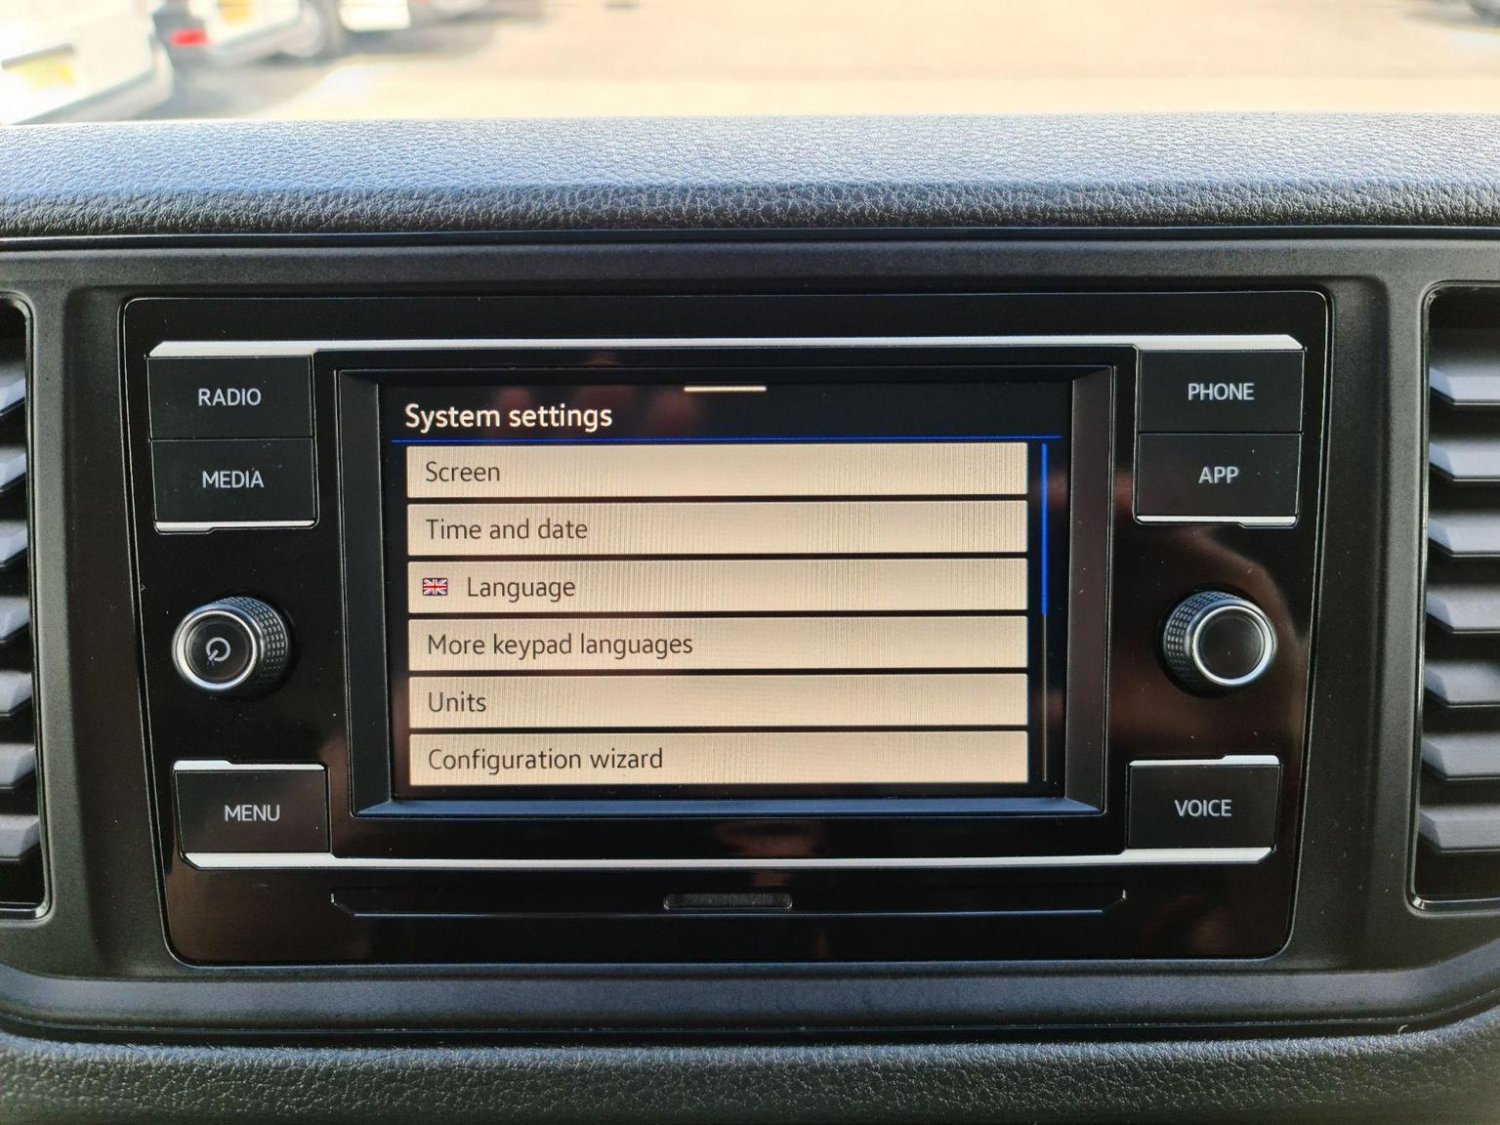 RADIO
MEDIA
MENU
System settings
Screen
Time and date
Language
More keypad languages
Units
Configuration wizard
PHONE
APP
VOICE